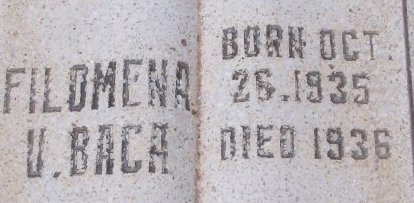 FILOMENA
V. BACA
BORN OCT.
26.1935
DIED 1936